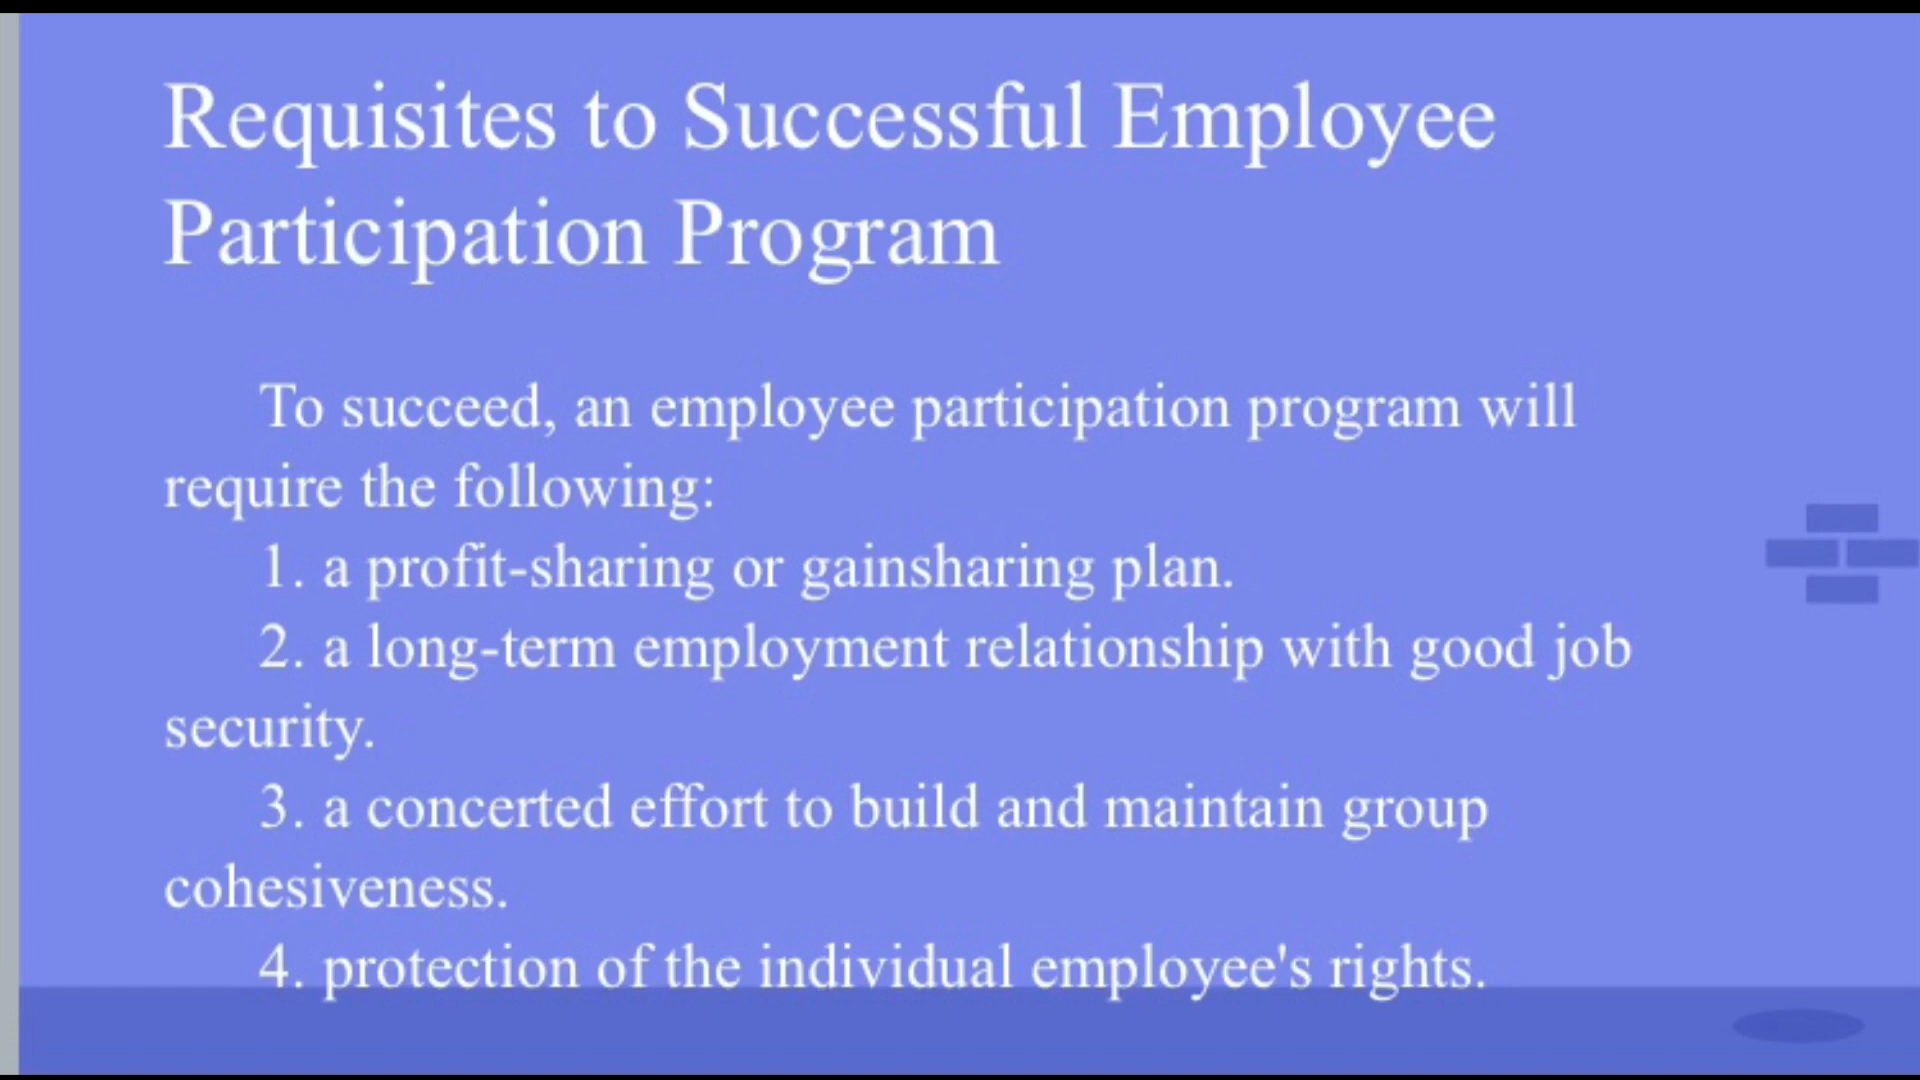 Requisites to Successful Employee
Participation Program
To succeed, an employee participation program will
require the following:
1. a profit-sharing or gainsharing plan.
2. a long-term employment relationship with good job
security.
3. a concerted effort to build and maintain group
cohesiveness.
4. protection of the individual employee's rights.